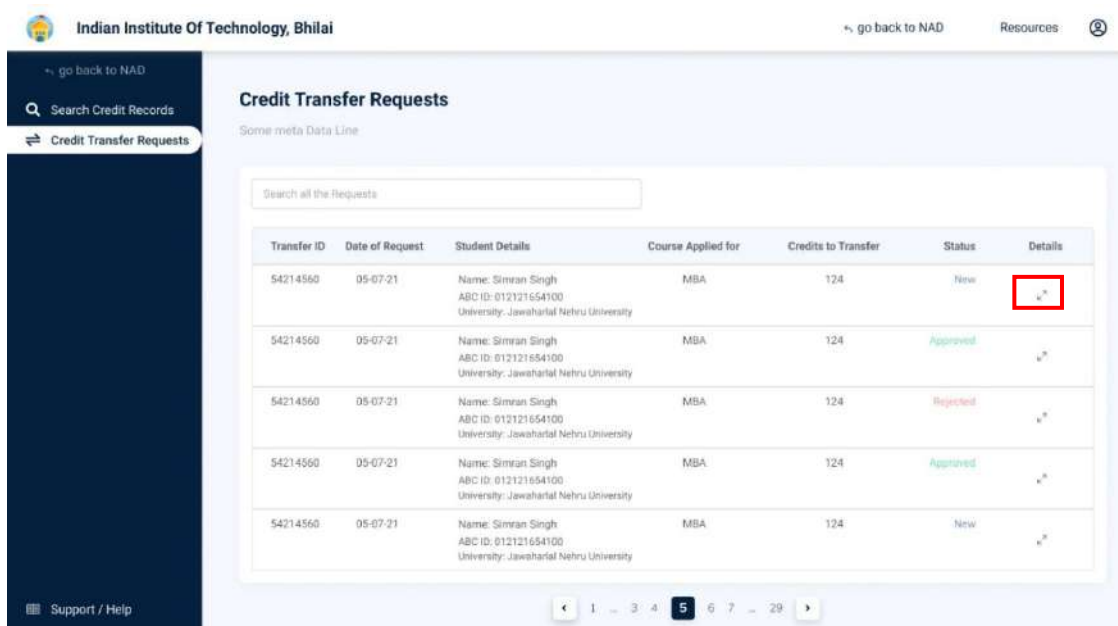 Indian Institute Of Technology, Bhilai
go back to NAD
Resources
go back to NAD
Search Credit Records
Credit Transfer Requests
Credit Transfer Requests
Some meta Data Line
Search all the Requests
Transfer ID Date of Request Student Details Course Applied for Credits to Transfer Status Details
54214560 05-07-21 Name: Simran Singh MBA 124 New
ABC ID: 012121654100
University: Jawaharlal Nehru University
54214560 05-07-21 Name: Simran Singh MBA 124 Approved
ABC ID: 012121654100
University: Jawaharlal Nehru University
54214560 05-07-21 Name: Simran Singh MBA 124 Rejected
ABC ID: 012121654100
University: Jawaharlal Nehru University
54214560 05-07-21 Name: Simran Singh MBA 124 Approved
ABC ID: 012121654100
University: Jawaharlal Nehru University
54214560 05-07-21 Name: Simran Singh MBA 124 New
ABC ID: 012121654100
University: Jawaharlal Nehru University
1 ... 3 4 5 6 7 ... 29
Support / Help